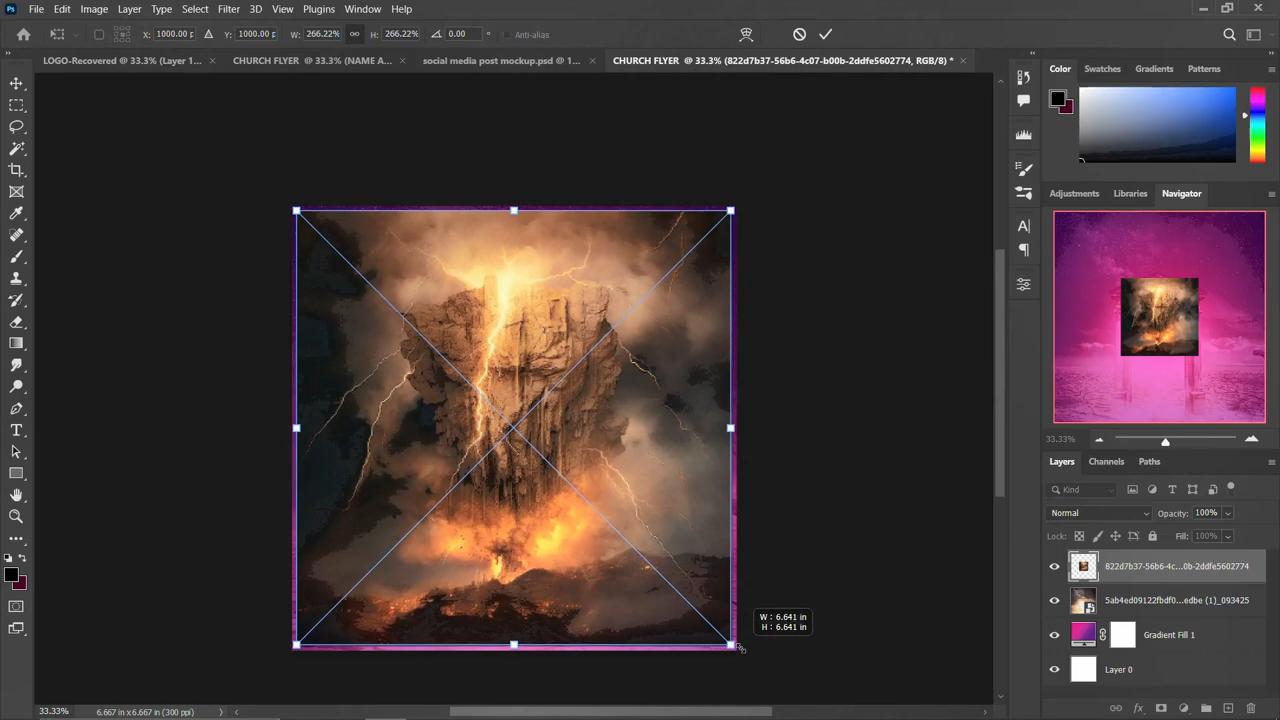 Ps File Edit Image Layer Type Select Filter 3D View Plugins Window Help
X: 1000.00 p Y: 1000.00 p W: 266.22% H: 266.22% 0.00 ° Anti-alias
LOGO-Recovered @ 33.3% (Layer 1... × CHURCH FLYER @ 33.3% (NAME A... × social media post mockup.psd @ 1... × CHURCH FLYER @ 33.3% (822d7b37-56b6-4c07-b00b-2ddfe5602774, RGB/8) * ×
Color Swatches Gradients Patterns
Adjustments Libraries Navigator
33.33%
Layers Channels Paths
Kind
Normal Opacity: 100%
Lock: Fill: 100%
822d7b37-56b6-4c...0b-2ddfe5602774
5ab4ed09122fbdf0...edbe (1)_093425
Gradient Fill 1
Layer 0
W: 6.641 in
H: 6.641 in
33.33% 6.667 in x 6.667 in (300 ppi)